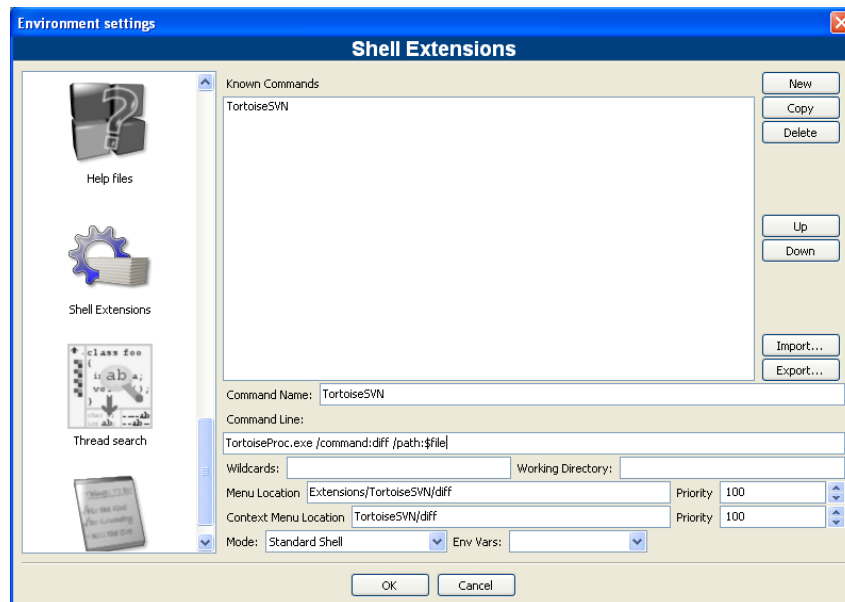 Environment settings
Shell Extensions
Help files
Shell Extensions
class foo
ab a;
Thread search
Known Commands
TortoiseSVN
New
Copy
Delete
Up
Down
Import...
Export...
Command Name: TortoiseSVN
Command Line:
TortoiseProc.exe /command:diff /path:$file
Wildcards: Working Directory:
Menu Location Extensions/TortoiseSVN/diff Priority 100
Context Menu Location TortoiseSVN/diff Priority 100
Mode: Standard Shell Env Vars:
OK Cancel